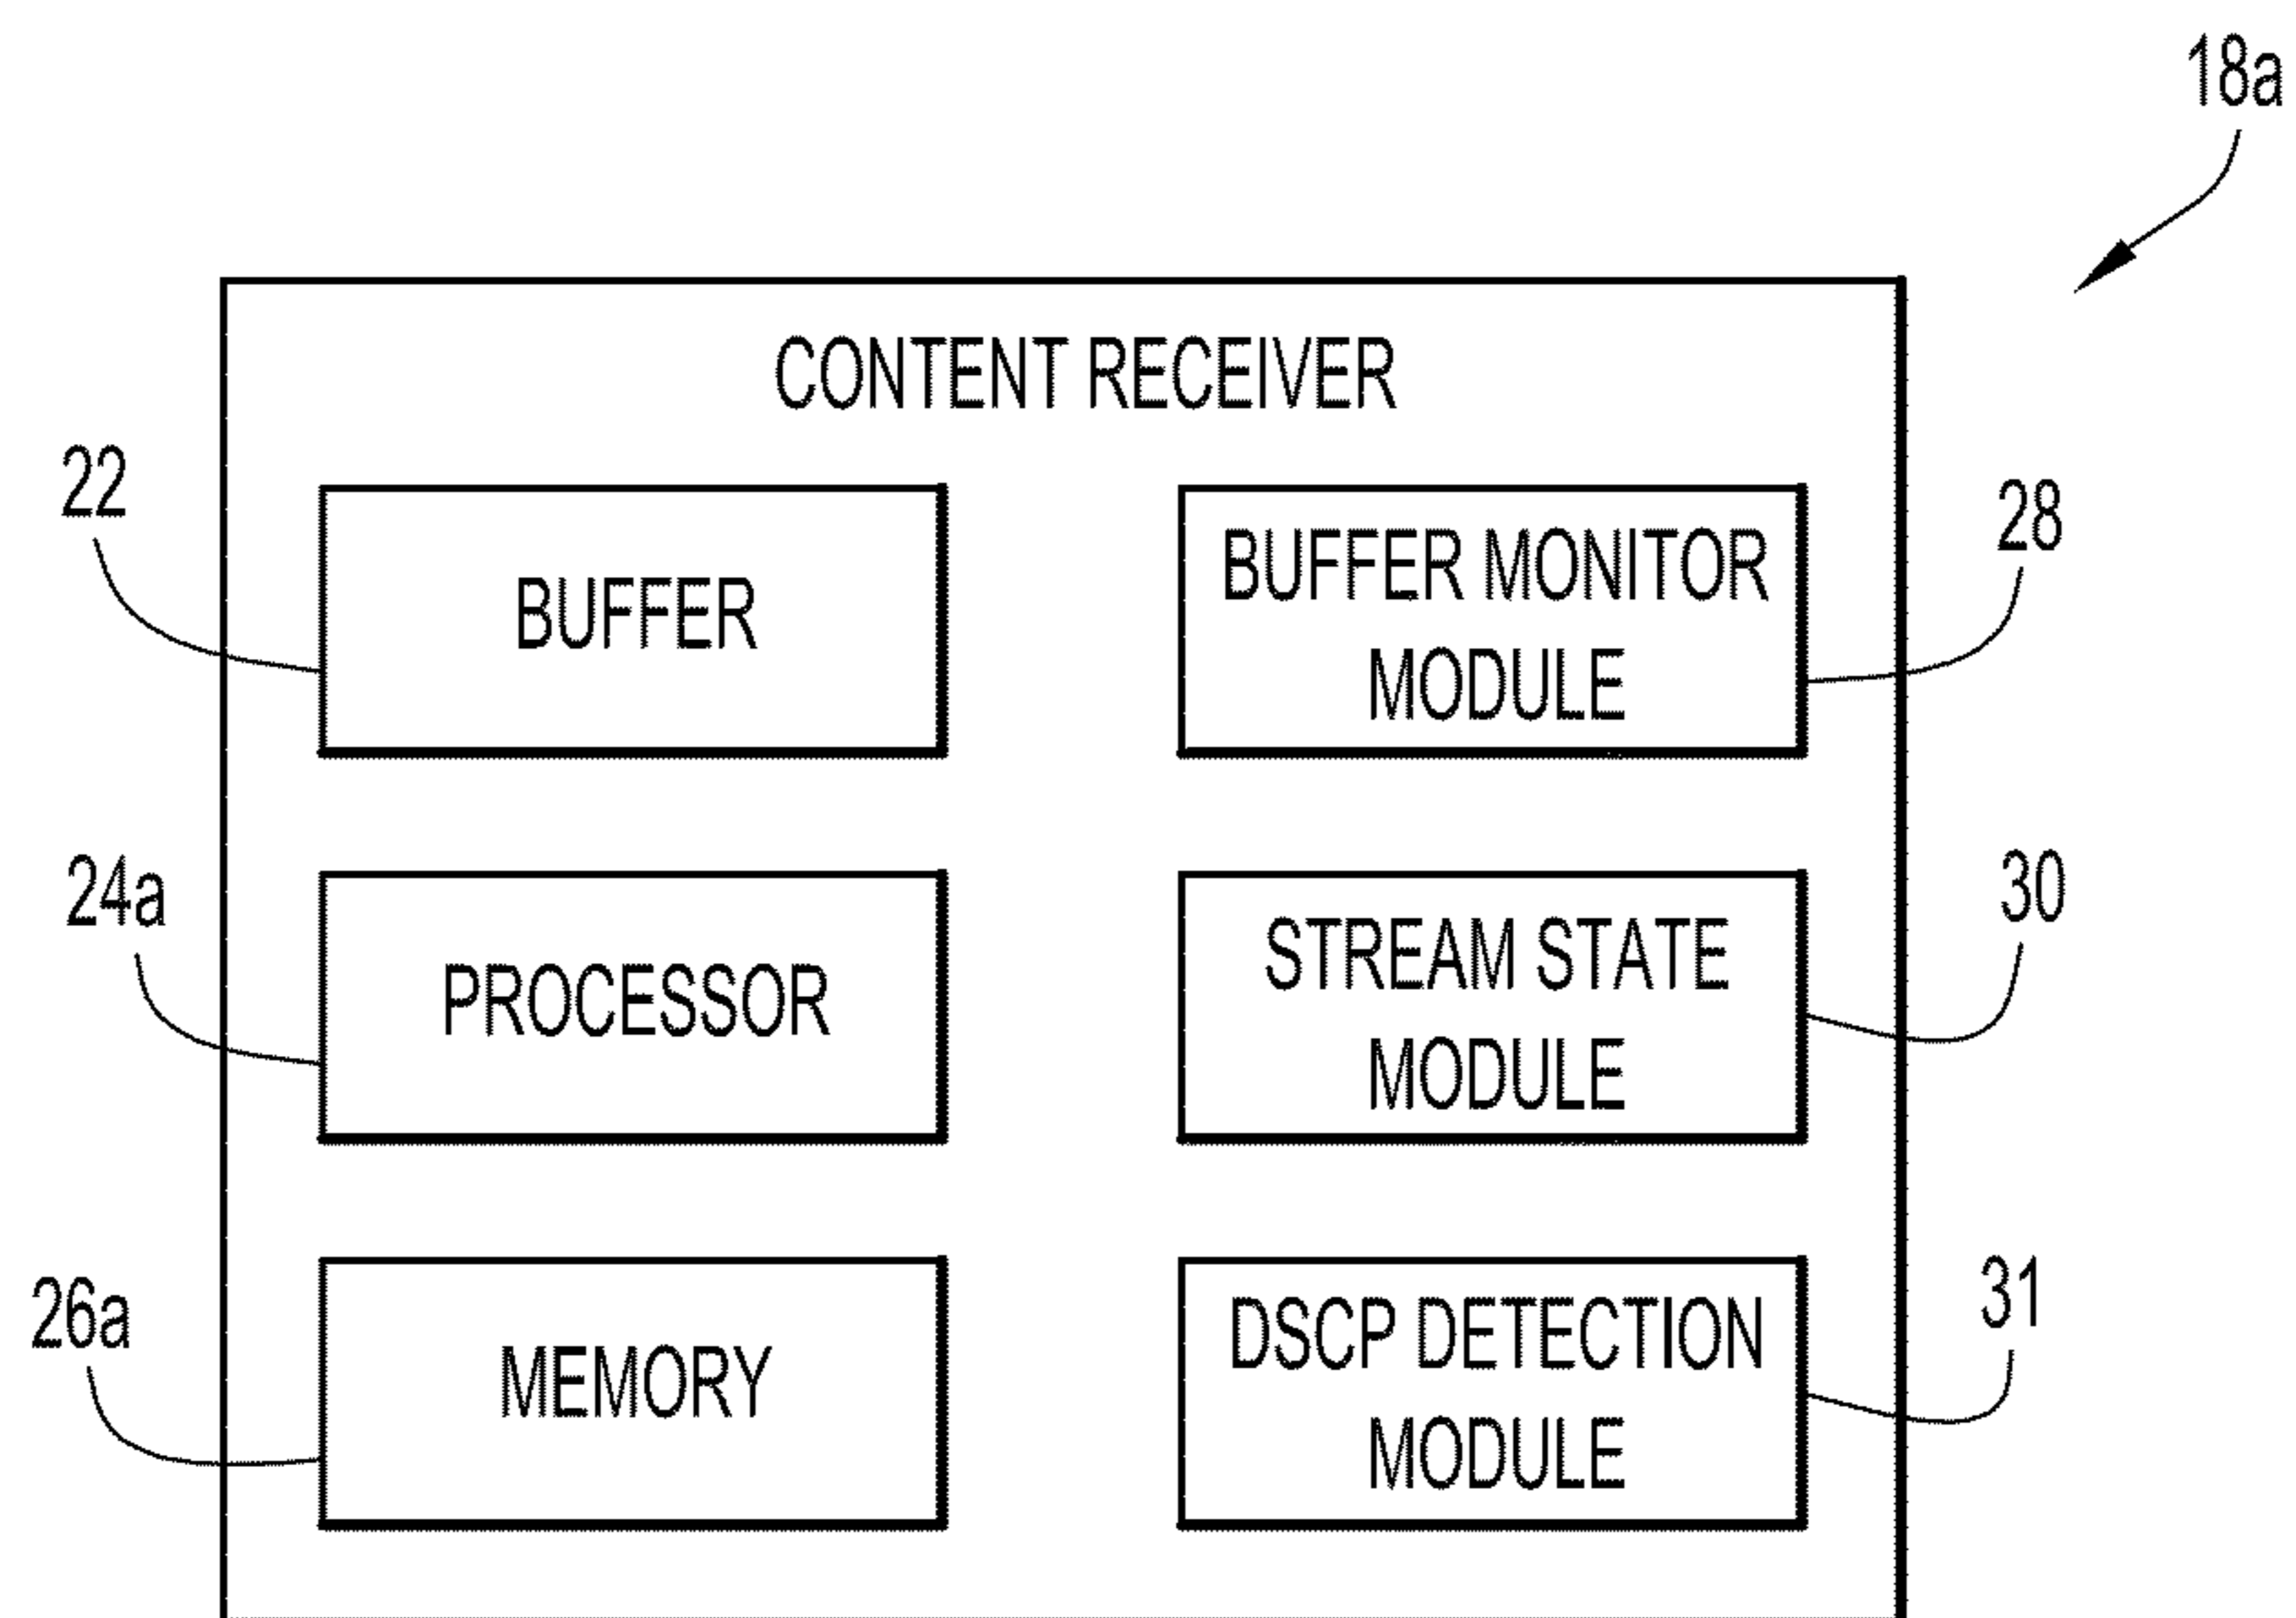 18a
CONTENT RECEIVER
22
BUFFER
BUFFER MONITOR
MODULE
28
24a
PROCESSOR
STREAM STATE
MODULE
30
26a
MEMORY
DSCP DETECTION
MODULE
31